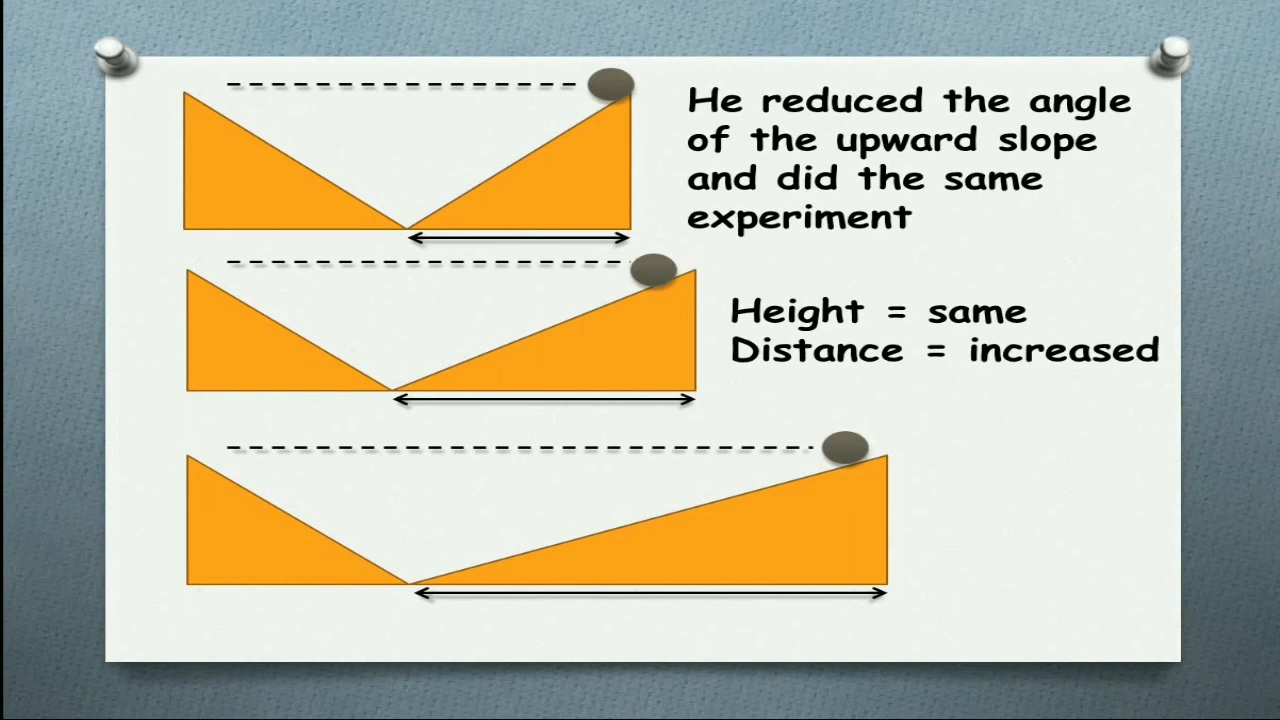 He reduced the angle
of the upward slope
and did the same
experiment
Height = same
Distance = increased